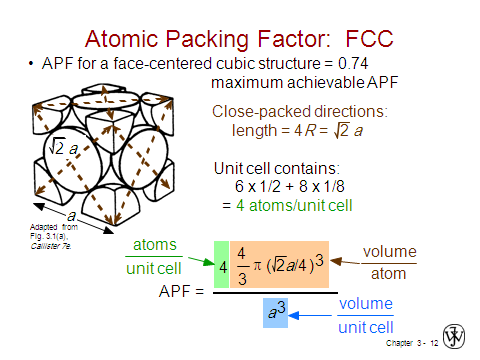 Atomic Packing Factor: FCC
• APF for a face-centered cubic structure = 0.74
maximum achievable APF
Close-packed directions:
length = 4R = √2 a
√2 a
Unit cell contains:
6 x 1/2 + 8 x 1/8
= 4 atoms/unit cell
a
Adapted from
Fig. 3.1(a),
Callister 7e.
atoms
unit cell
APF =
4
4
3
π (√2a/4)3
volume
atom
a3
volume
unit cell
Chapter 3 - 12